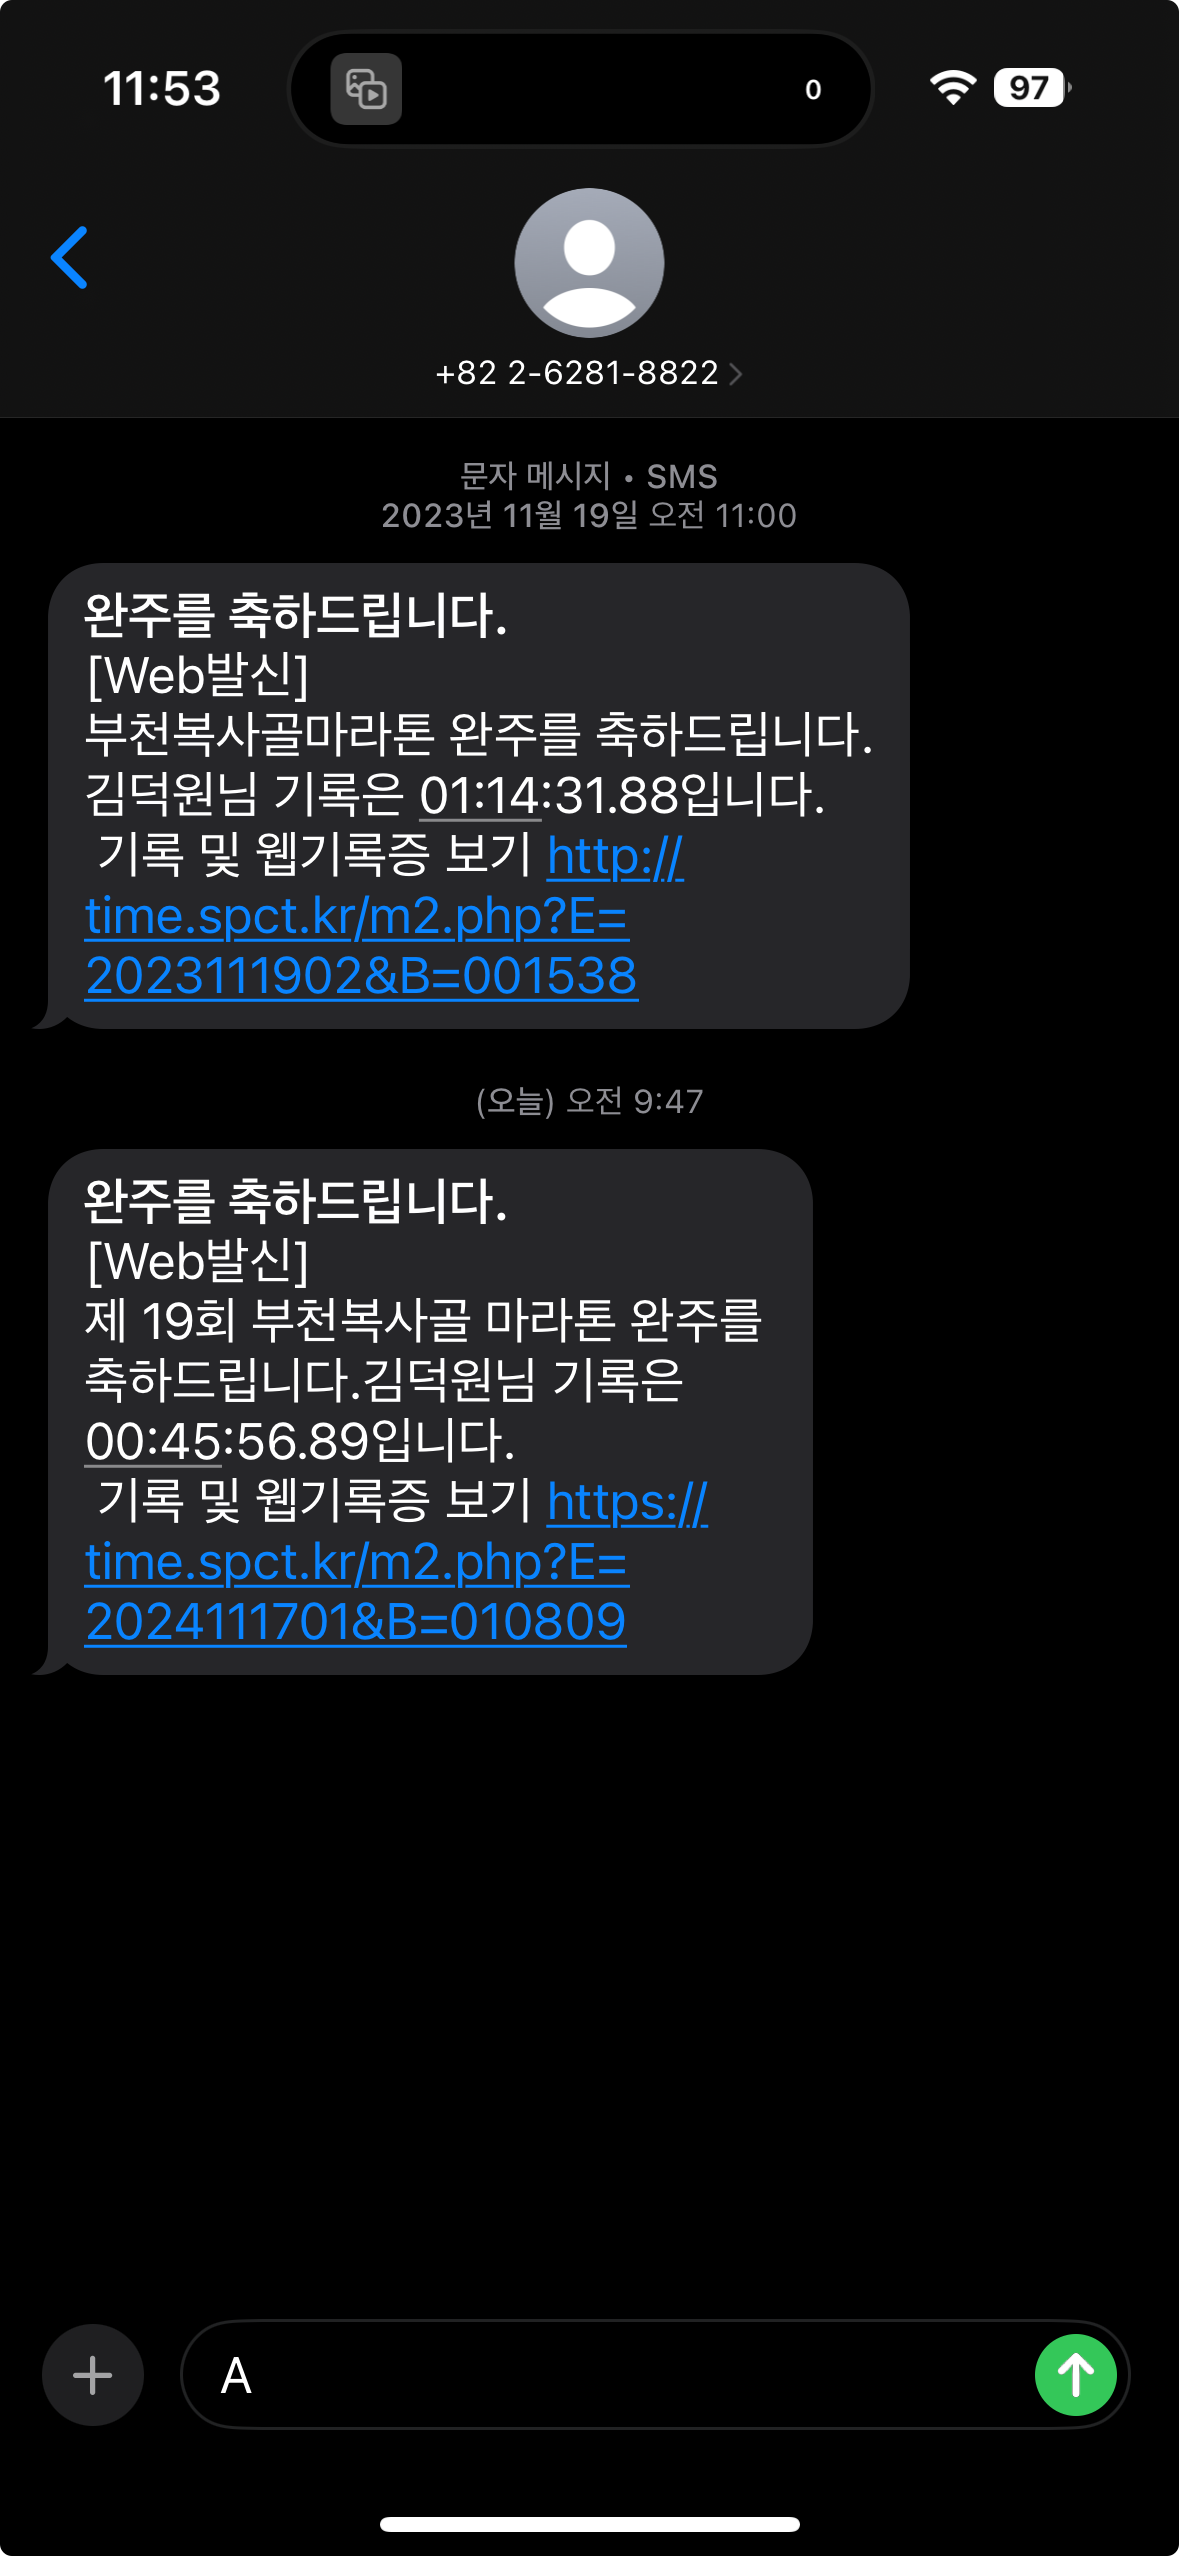 11:53
0
97
+82 2-6281-8822
문자 메시지 • SMS
2023년 11월 19일 오전 11:00
완주를 축하드립니다.
[Web발신]
부천복사골마라톤 완주를 축하드립니다.
김덕원님 기록은 01:14:31.88입니다.
기록 및 웹기록증 보기 http://
time.spct.kr/m2.php?E=
2023111902&B=001538
(오늘) 오전 9:47
완주를 축하드립니다.
[Web발신]
제 19회 부천복사골 마라톤 완주를
축하드립니다.김덕원님 기록은
00:45:56.89입니다.
기록 및 웹기록증 보기 https://
time.spct.kr/m2.php?E=
2024111701&B=010809
A